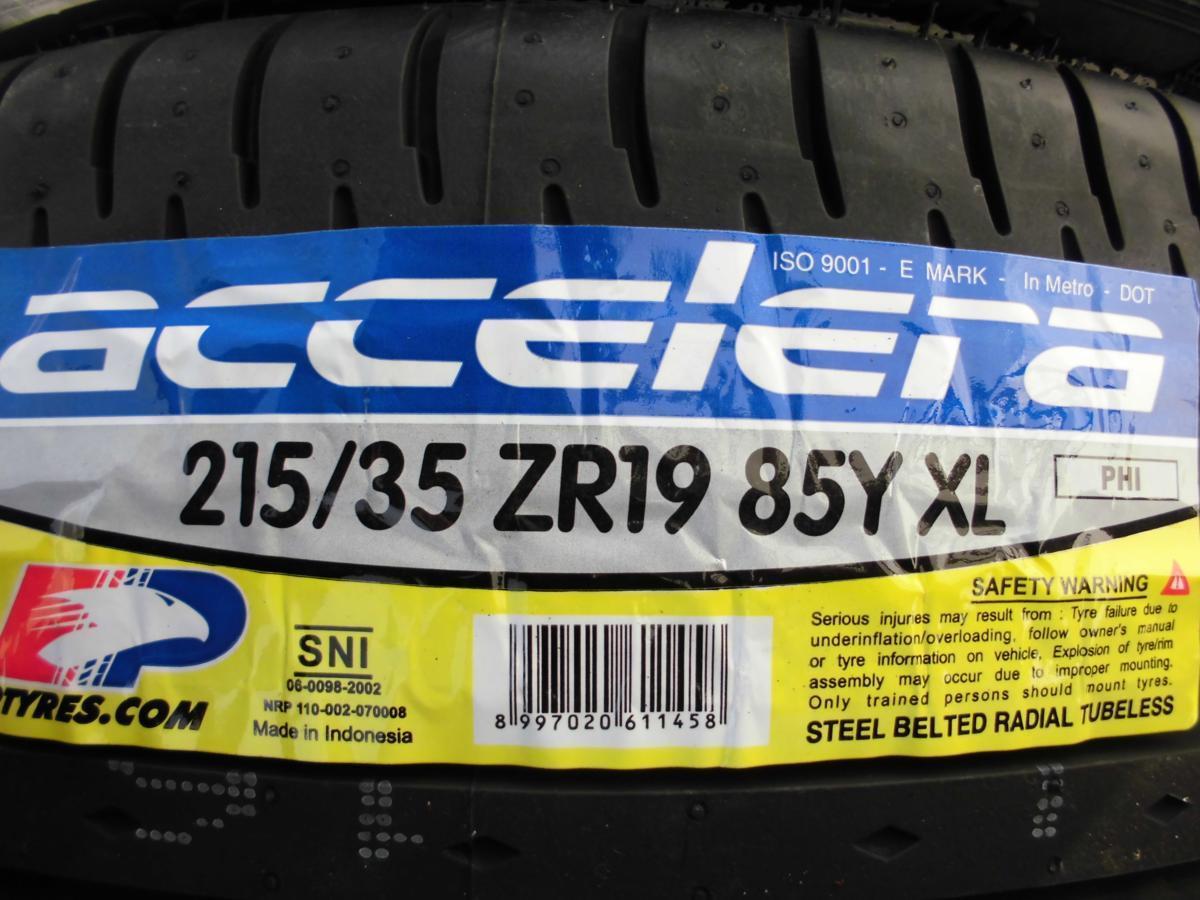 ISO 9001 - E MARK - In Metro - DOT
accelera
215/35 ZR19 85Y XL
PHI
SAFETY WARNING
Serious injuries may result from : Tyre failure due to
underinflation/overloading, follow owner's manual
or tyre information on vehicle, Explosion of tyre/rim
assembly may occur due to improper mounting.
Only trained persons should mount tyres.
STEEL BELTED RADIAL TUBELESS
SNI
06-0098-2002
NRP 110-002-070008
Made in Indonesia
8 997020 611458
TYRES.COM